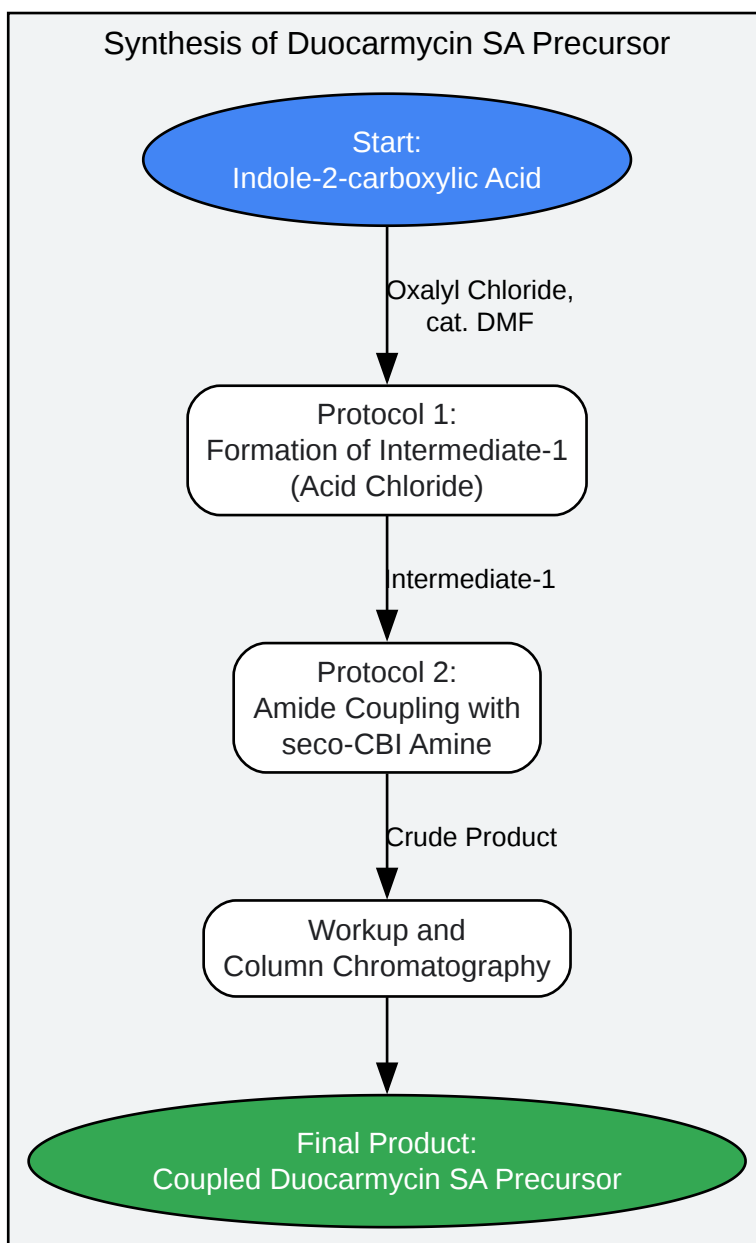 Synthesis of Duocarmycin SA Precursor
Start:
Indole-2-carboxylic Acid
Oxalyl Chloride,
cat. DMF
Protocol 1:
Formation of Intermediate-1
(Acid Chloride)
Intermediate-1
Protocol 2:
Amide Coupling with
seco-CBI Amine
Crude Product
Workup and
Column Chromatography
Final Product:
Coupled Duocarmycin SA Precursor